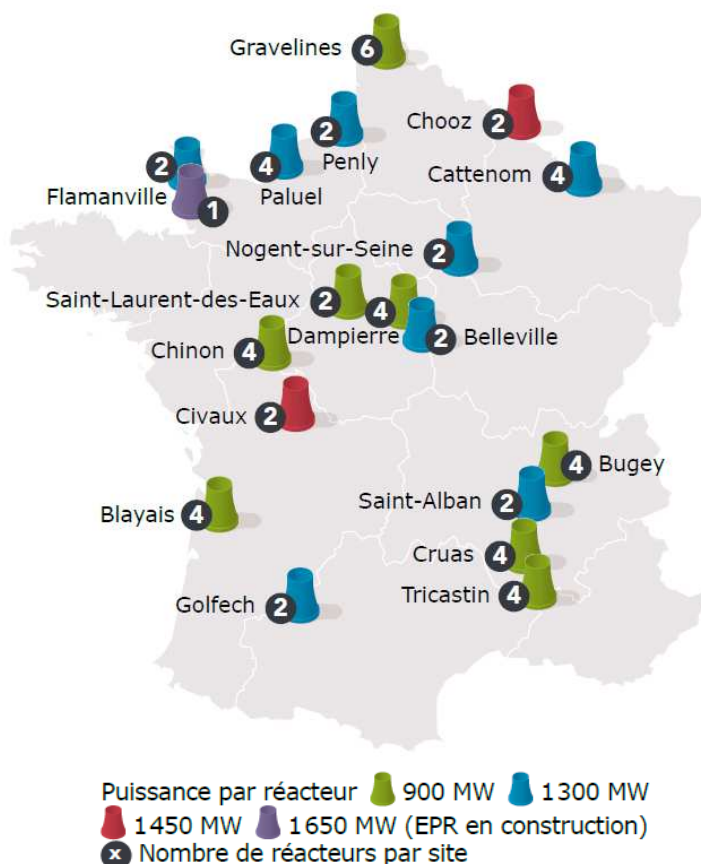 Gravelines 6
Chooz 2
2 Penly
2 Flamanville 1
4 Paluel
Cattenom 4
Nogent-sur-Seine 2
Saint-Laurent-des-Eaux 2
4 Dampierre
2 Belleville
Chinon 4
Civaux 2
4 Bugey
Saint-Alban 2
Blayais 4
Cruas 4
Tricastin 4
Golfech 2
Puissance par réacteur 900 MW 1300 MW
1450 MW 1650 MW (EPR en construction)
x Nombre de réacteurs par site